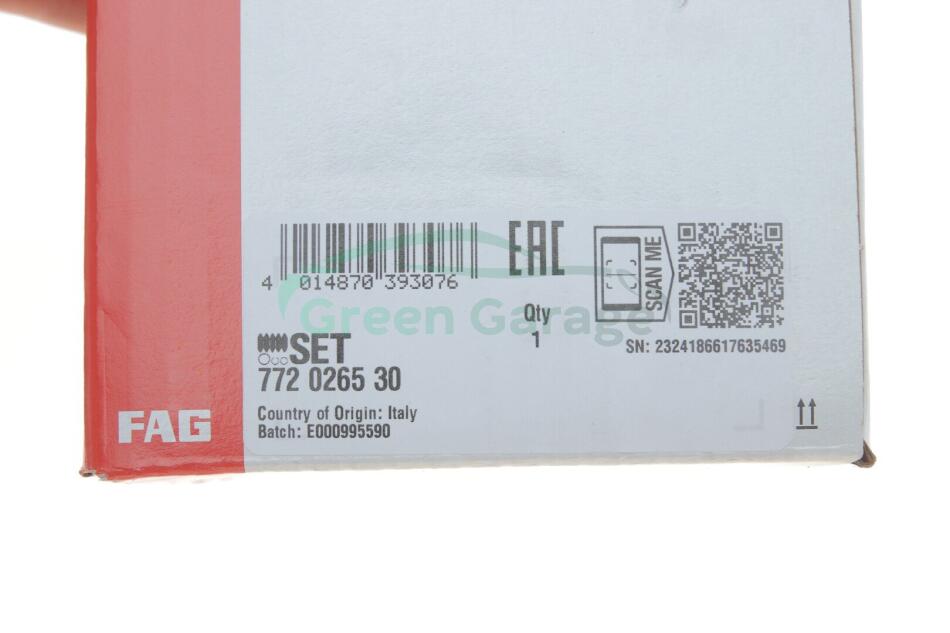 EAC
SCAN ME
4 014870 393076
Green Garage
Qty
1
SN: 2324186617635469
SET
772 0265 30
Country of Origin: Italy
Batch: E000995590
FAG